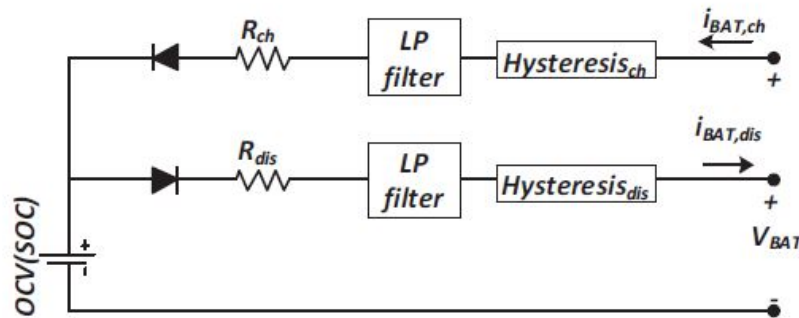 R_ch
LP filter
Hysteresis_ch
i_BAT,ch
+
R_dis
LP filter
Hysteresis_dis
i_BAT,dis
+
V_BAT
OCV(SOC)
+
-
-